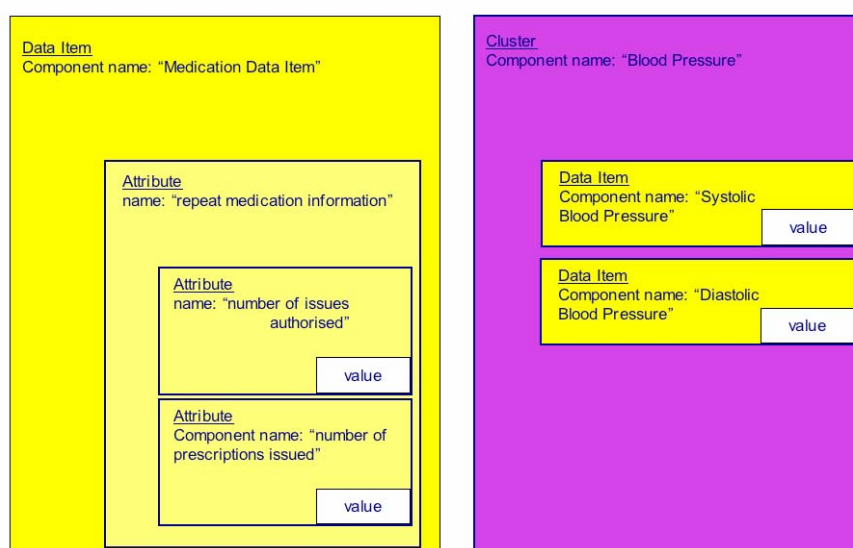 Data Item
Component name: “Medication Data Item”
Attribute
name: “repeat medication information”
Attribute
name: “number of issues
authorised”
value
Attribute
Component name: “number of
prescriptions issued”
value
Cluster
Component name: “Blood Pressure”
Data Item
Component name: “Systolic
Blood Pressure”
value
Data Item
Component name: “Diastolic
Blood Pressure”
value